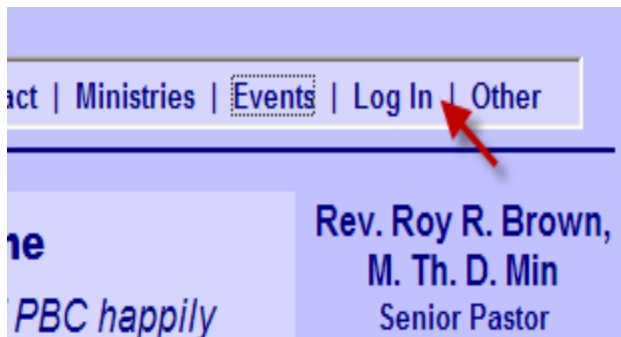 act | Ministries | Events | Log In | Other
ne
PBC happily
Rev. Roy R. Brown,
M. Th. D. Min
Senior Pastor